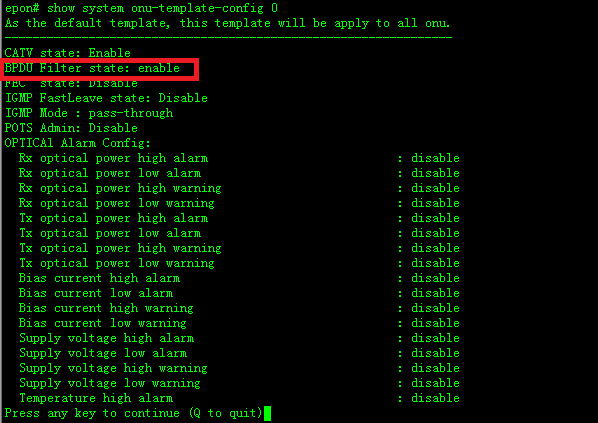 epon# show system onu-template-config 0
As the default template, this template will be apply to all onu.
----------------------------------------------------------------
CATV state: Enable
BPDU Filter state: enable
FEC  state: Disable
IGMP FastLeave state: Disable
IGMP Mode : pass-through
POTS Admin: Disable
OPTICAl Alarm Config:
  Rx optical power high alarm                          : disable
  Rx optical power low alarm                           : disable
  Rx optical power high warning                        : disable
  Rx optical power low warning                         : disable
  Tx optical power high alarm                          : disable
  Tx optical power low alarm                           : disable
  Tx optical power high warning                        : disable
  Tx optical power low warning                         : disable
  Bias current high alarm                              : disable
  Bias current low alarm                               : disable
  Bias current high warning                            : disable
  Bias current low warning                             : disable
  Supply voltage high alarm                            : disable
  Supply voltage low alarm                             : disable
  Supply voltage high warning                          : disable
  Supply voltage low warning                           : disable
  Temperature high alarm                               : disable
Press any key to continue (Q to quit)